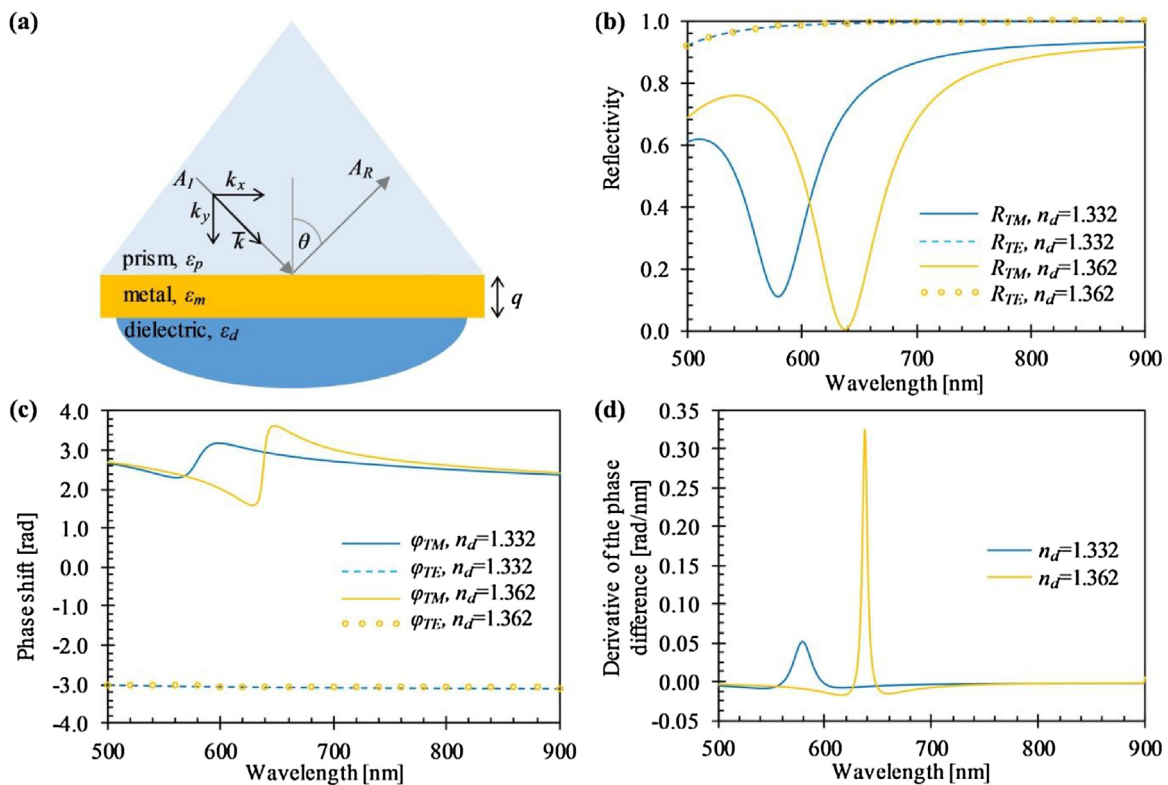 (a)
A_I
k_x
k_y
k
A_R
θ
prism, ε_p
metal, ε_m
dielectric, ε_d
q
(b)
Reflectivity
1.0
0.8
0.6
0.4
0.2
0.0
R_TM, n_d=1.332
R_TE, n_d=1.332
R_TM, n_d=1.362
R_TE, n_d=1.362
500 600 700 800 900
Wavelength [nm]
(c)
Phase shift [rad]
4.0
3.0
2.0
1.0
0.0
-1.0
-2.0
-3.0
-4.0
φ_TM, n_d=1.332
φ_TE, n_d=1.332
φ_TM, n_d=1.362
φ_TE, n_d=1.362
500 600 700 800 900
Wavelength [nm]
(d)
Derivative of the phase
difference [rad/nm]
0.35
0.30
0.25
0.20
0.15
0.10
0.05
0.00
-0.05
n_d=1.332
n_d=1.362
500 600 700 800 900
Wavelength [nm]